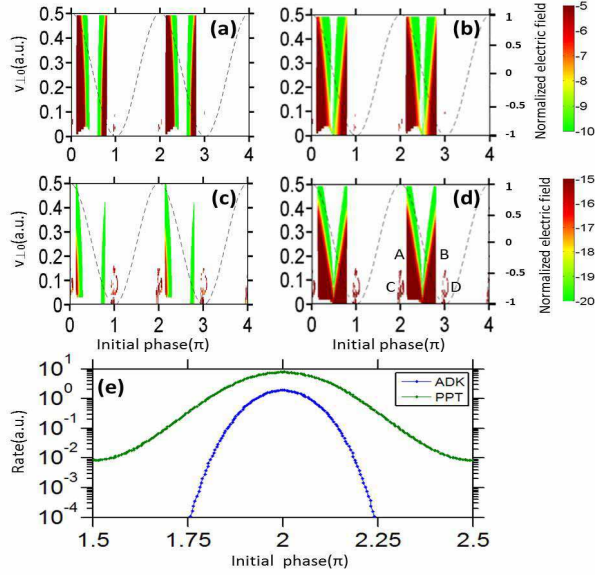 (a)
v⊥0(a.u.)
0.5
0.4
0.3
0.2
0.1
0
0 1 2 3 4
(b)
0.5
0.4
0.3
0.2
0.1
0
0 1 2 3 4
1
0.5
0
-0.5
-1
Normalized electric field
-5
-6
-7
-8
-9
-10
(c)
v⊥0(a.u.)
0.5
0.4
0.3
0.2
0.1
0
0 1 2 3 4
Initial phase(π)
(d)
0.5
0.4
0.3
0.2
0.1
0
A B
C D
0 1 2 3 4
Initial phase(π)
1
0.5
0
-0.5
-1
Normalized electric field
-15
-16
-17
-18
-19
-20
(e)
Rate(a.u.)
10^1
10^0
10^-1
10^-2
10^-3
10^-4
ADK
PPT
1.5 1.75 2 2.25 2.5
Initial phase(π)